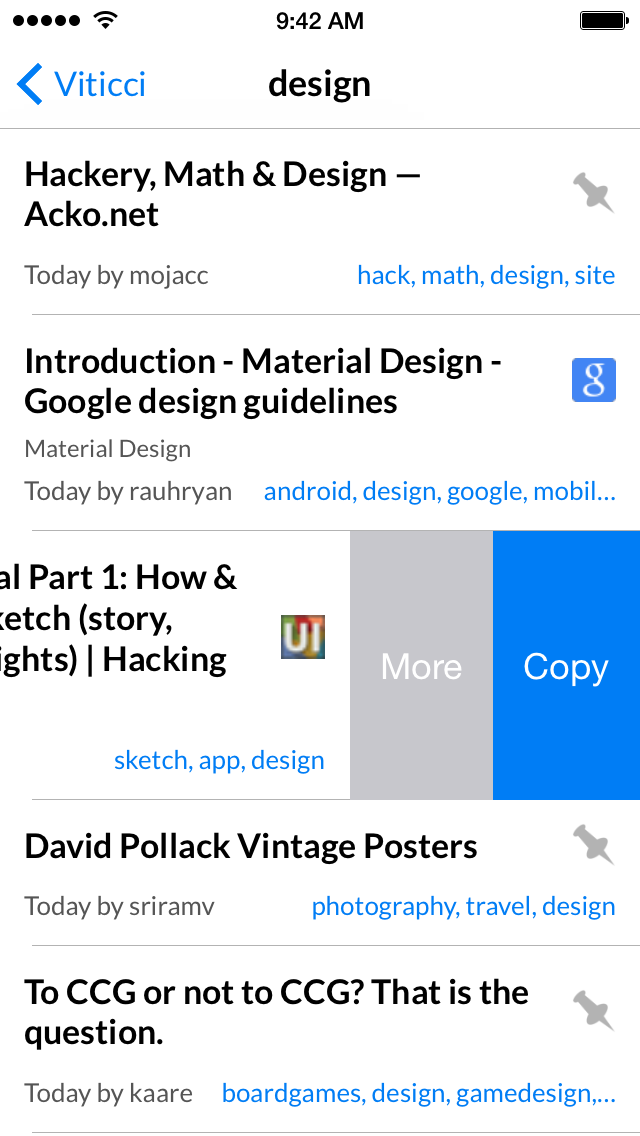 9:42 AM
Viticci
design
Hackery, Math & Design —
Acko.net
Today by mojacc
hack, math, design, site
Introduction - Material Design -
Google design guidelines
g
Material Design
Today by rauhryan
android, design, google, mobil...
al Part 1: How &
ketch (story,
ights) | Hacking
UI
sketch, app, design
More
Copy
David Pollack Vintage Posters
Today by sriramv
photography, travel, design
To CCG or not to CCG? That is the
question.
Today by kaare
boardgames, design, gamedesign,...